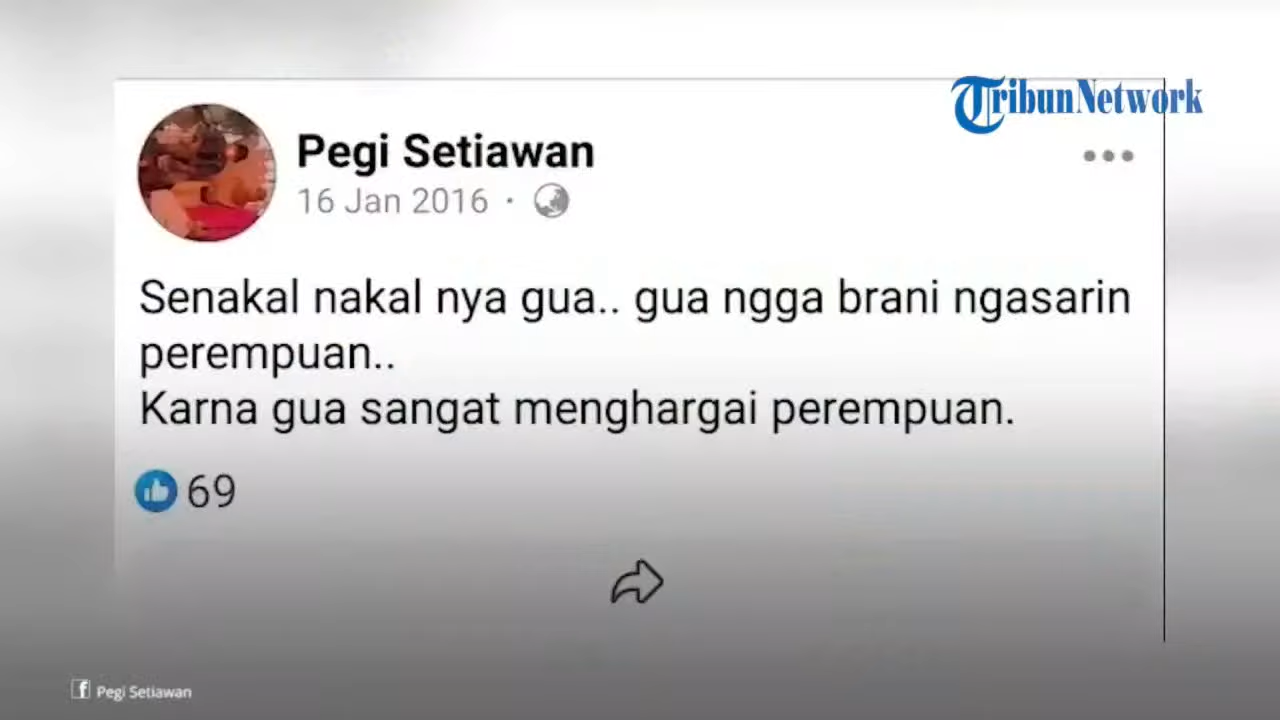 TribunNetwork
Pegi Setiawan
16 Jan 2016
Senakal nakal nya gua.. gua ngga brani ngasarin
perempuan..
Karna gua sangat menghargai perempuan.
69
f Pegi Setiawan